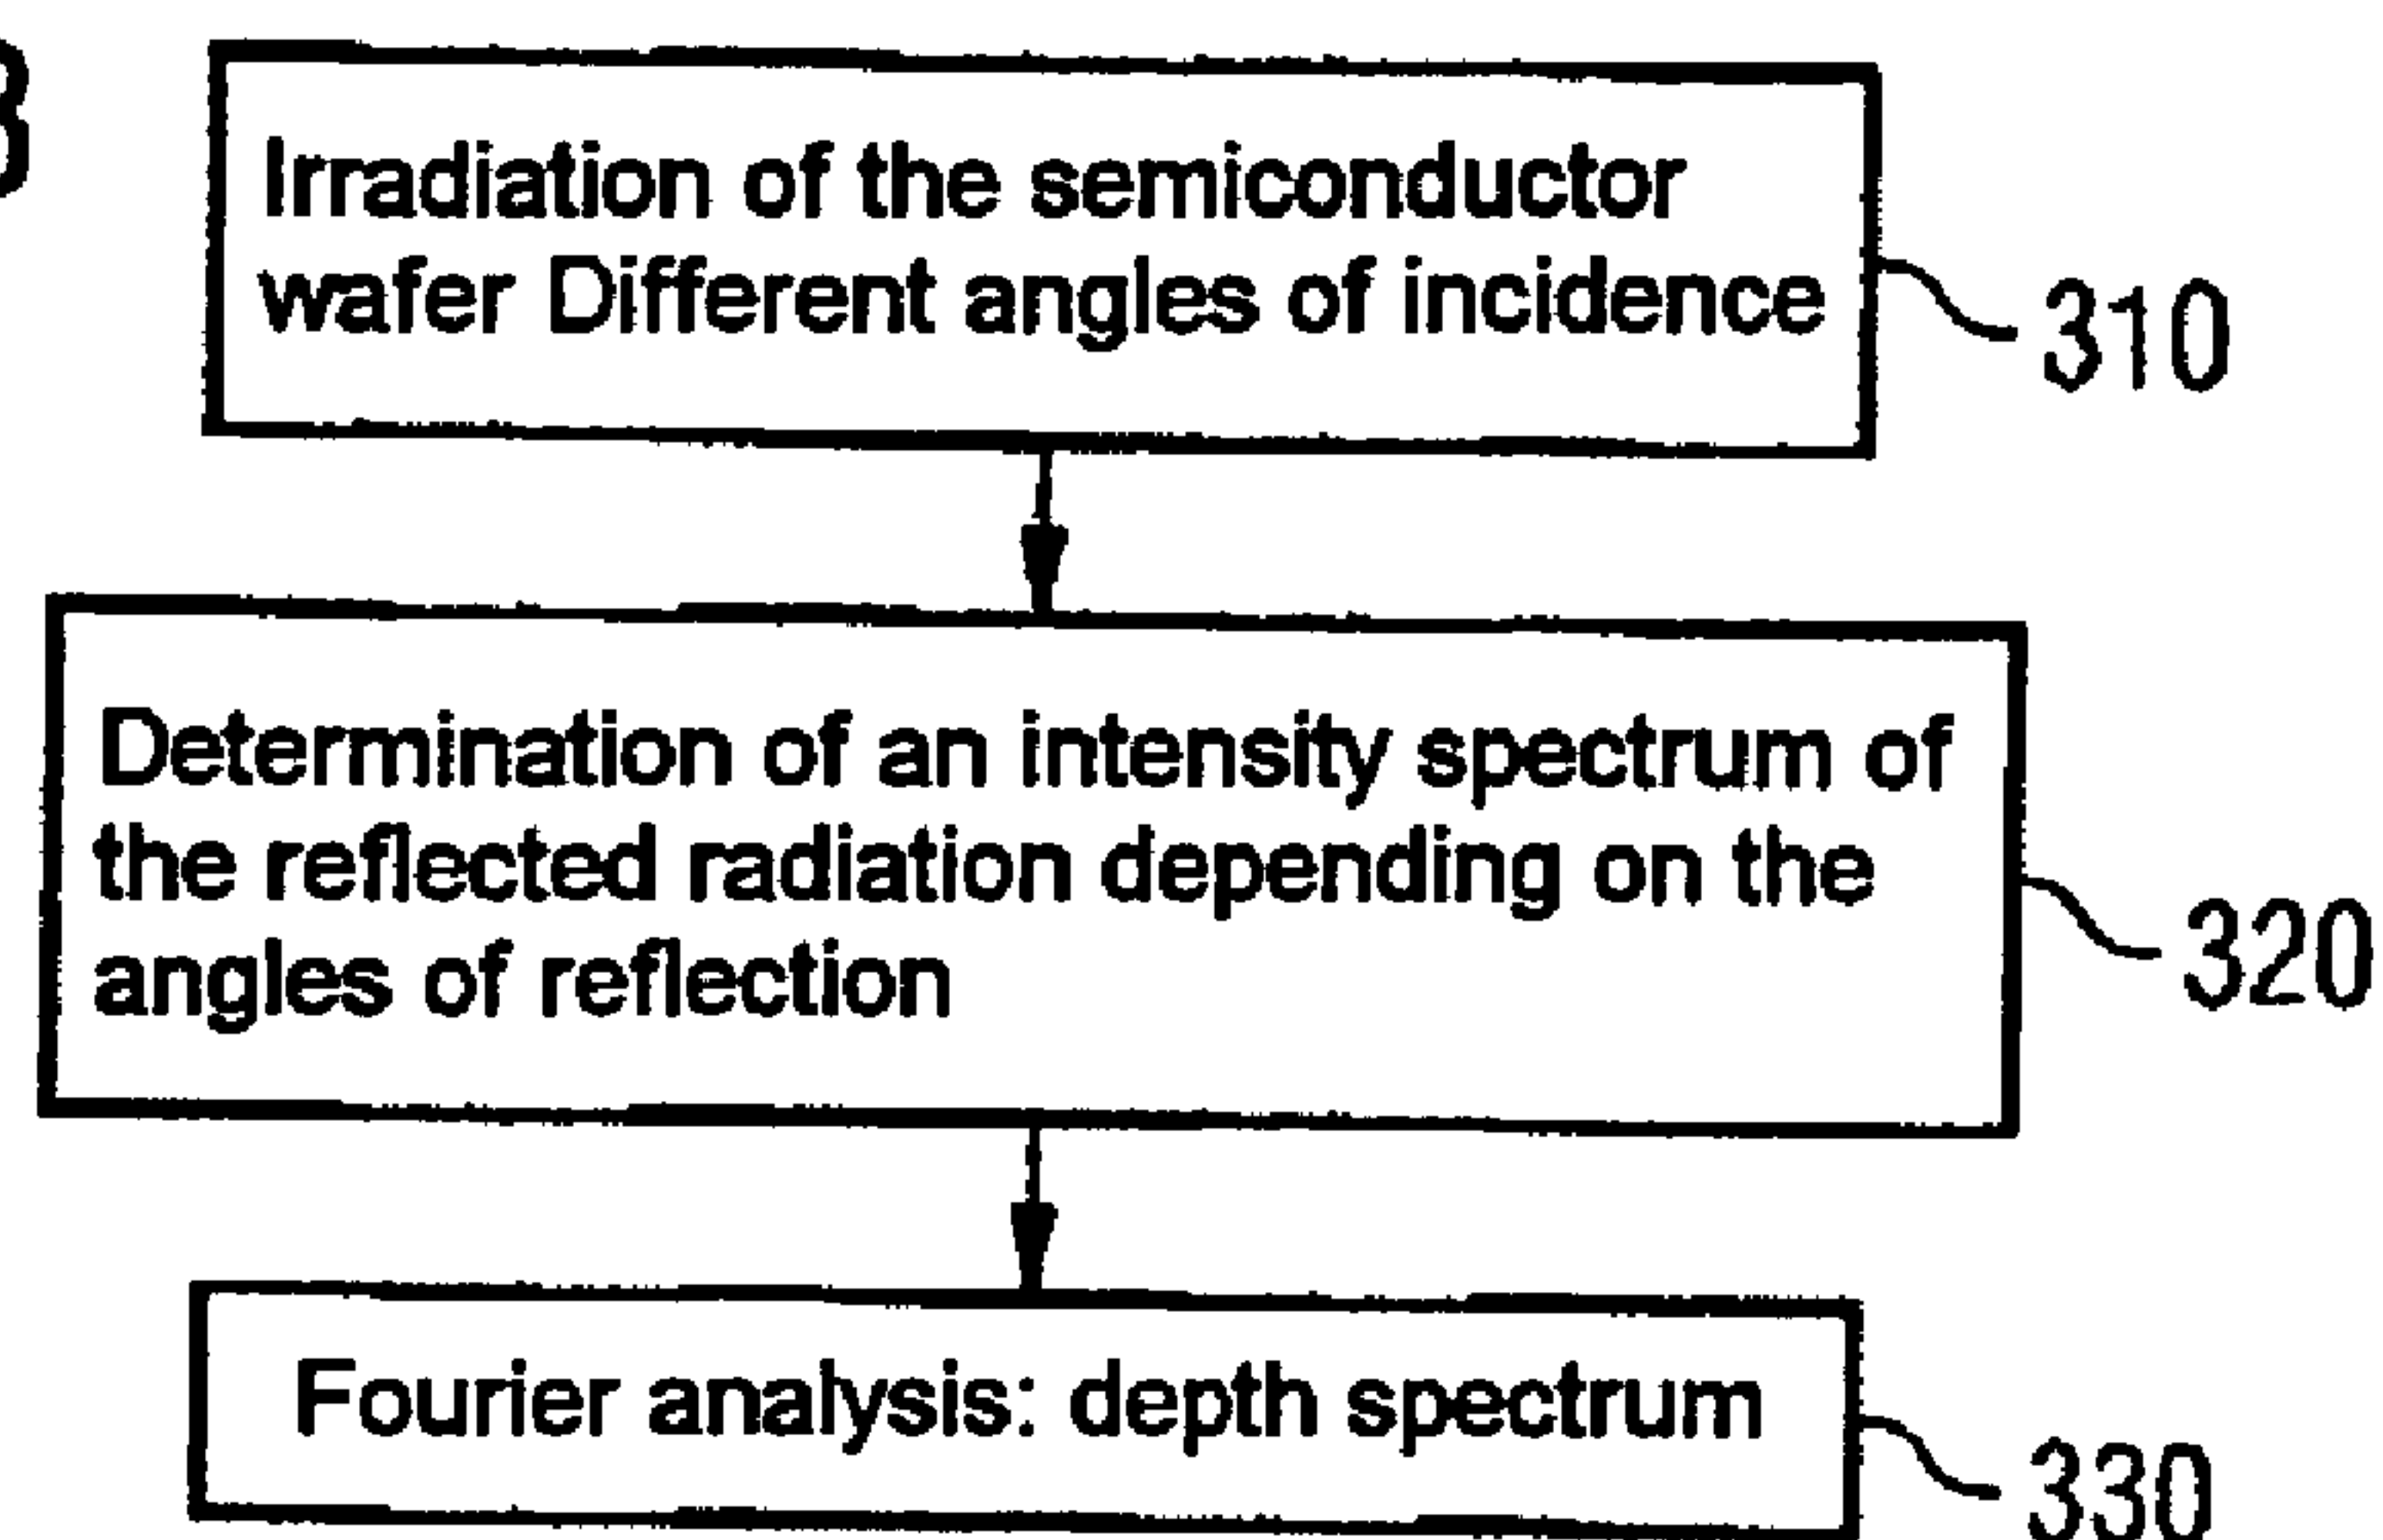 Irradiation of the semiconductor
wafer Different angles of incidence
310
Determination of an intensity spectrum of
the reflected radiation depending on the
angles of reflection
320
Fourier analysis: depth spectrum
330